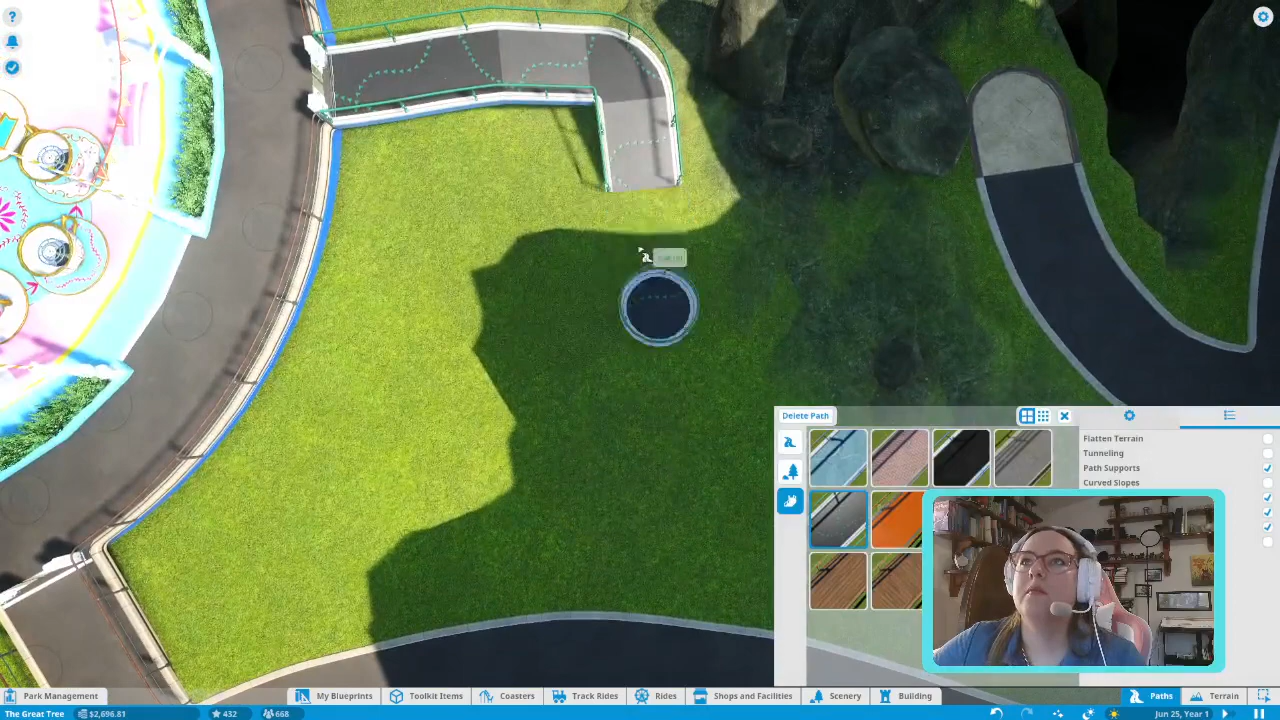 Delete Path
Flatten Terrain
Tunneling
Path Supports
Curved Slopes
Park Management
My Blueprints
Toolkit Items
Coasters
Track Rides
Rides
Shops and Facilities
Scenery
Building
Paths
Terrain
The Great Tree
$2,696.81
432
668
Jun 25, Year 1